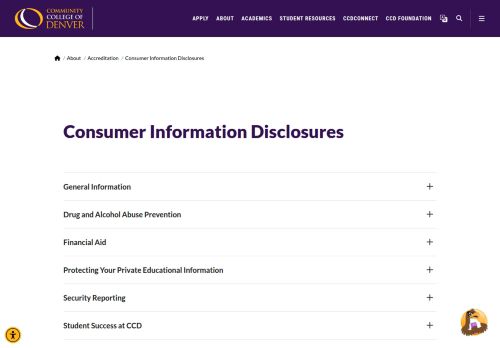 COMMUNITY
COLLEGE OF
DENVER
APPLY ABOUT ACADEMICS STUDENT RESOURCES CCDCONNECT CCD FOUNDATION
/ About / Accreditation / Consumer Information Disclosures
Consumer Information Disclosures
General Information
Drug and Alcohol Abuse Prevention
Financial Aid
Protecting Your Private Educational Information
Security Reporting
Student Success at CCD